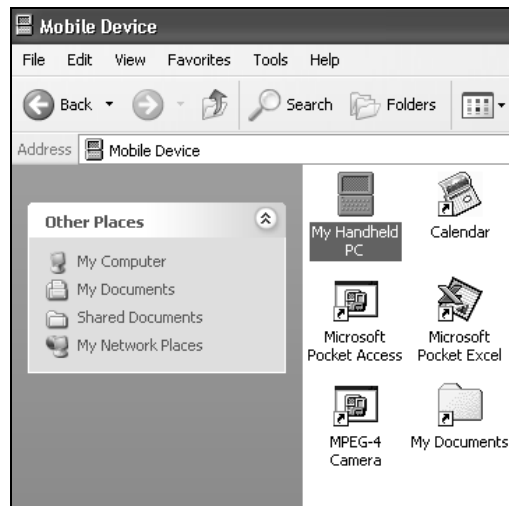 Mobile Device
File Edit View Favorites Tools Help
Back Search Folders
Address Mobile Device
Other Places
My Computer
My Documents
Shared Documents
My Network Places
My Handheld
PC
Calendar
Microsoft
Pocket Access
Microsoft
Pocket Excel
MPEG-4
Camera
My Documents